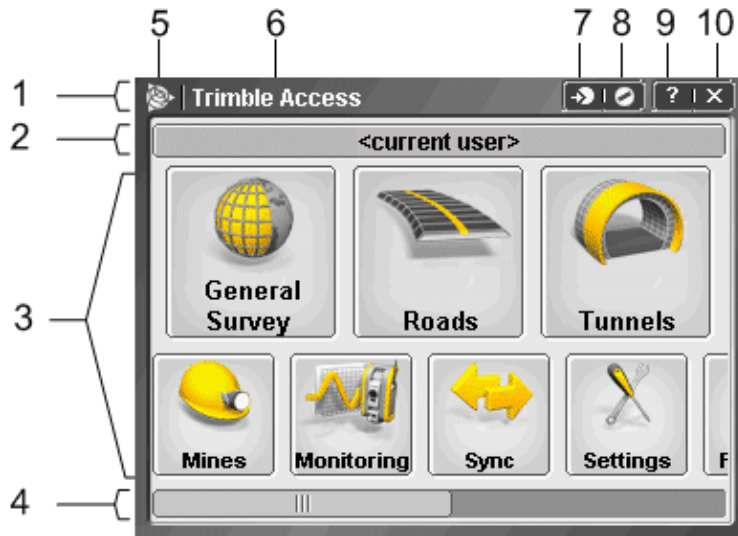 5 6 7 8 9 10
1 Trimble Access ? X
2 <current user>
3
General Survey
Roads
Tunnels
Mines
Monitoring
Sync
Settings
F
4